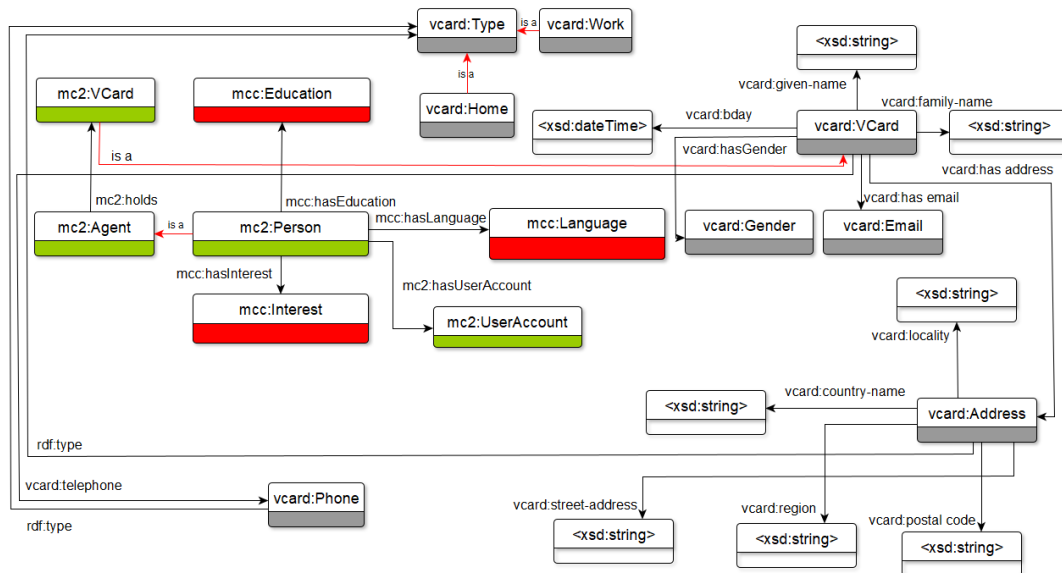 vcard:Type
is a
vcard:Work
<xsd:string>
is a
vcard:given-name
mc2:VCard
mcc:Education
vcard:Home
vcard:family-name
<xsd:dateTime>
vcard:bday
vcard:VCard
<xsd:string>
is a
vcard:hasGender
vcard:has address
mc2:holds
mcc:hasEducation
mcc:hasLanguage
vcard:has email
mc2:Agent
is a
mc2:Person
mcc:Language
vcard:Gender
vcard:Email
mcc:hasInterest
mc2:hasUserAccount
<xsd:string>
mcc:Interest
mc2:UserAccount
vcard:locality
vcard:country-name
<xsd:string>
vcard:Address
rdf:type
vcard:telephone
vcard:Phone
vcard:street-address
vcard:region
vcard:postal code
rdf:type
<xsd:string>
<xsd:string>
<xsd:string>